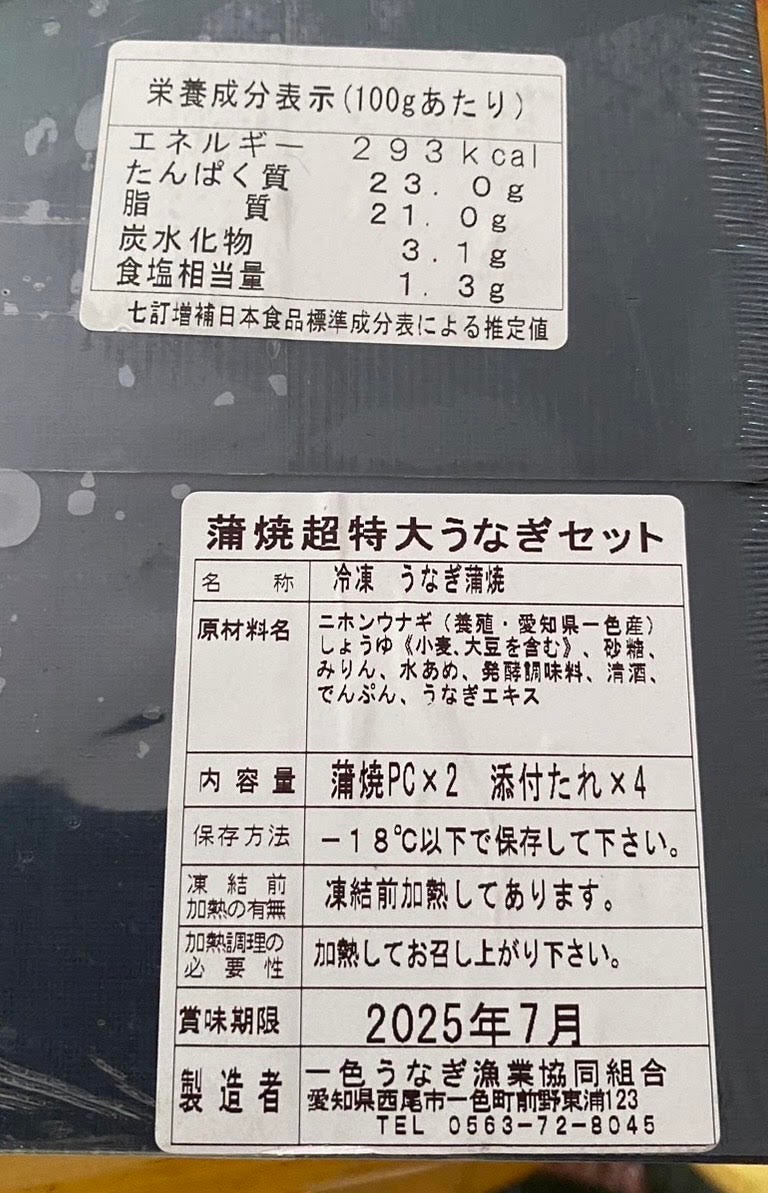 栄養成分表示(100gあたり)
エネルギー 293kcal
たんぱく質 23.0g
脂質 21.0g
炭水化物 3.1g
食塩相当量 1.3g
七訂増補日本食品標準成分表による推定値
蒲焼超特大うなぎセット
名称 冷凍 うなぎ蒲焼
原材料名 ニホンウナギ(養殖・愛知県一色産)
しょうゆ《小麦、大豆を含む》、砂糖、
みりん、水あめ、発酵調味料、清酒、
でんぷん、うなぎエキス
内容量 蒲焼PC×2 添付たれ×4
保存方法 −18℃以下で保存して下さい。
凍結前
加熱の有無 凍結前加熱してあります。
加熱調理の
必要性 加熱してお召し上がり下さい。
賞味期限 2025年7月
製造者 一色うなぎ漁業協同組合
愛知県西尾市一色町前野東浦123
TEL 0563-72-8045